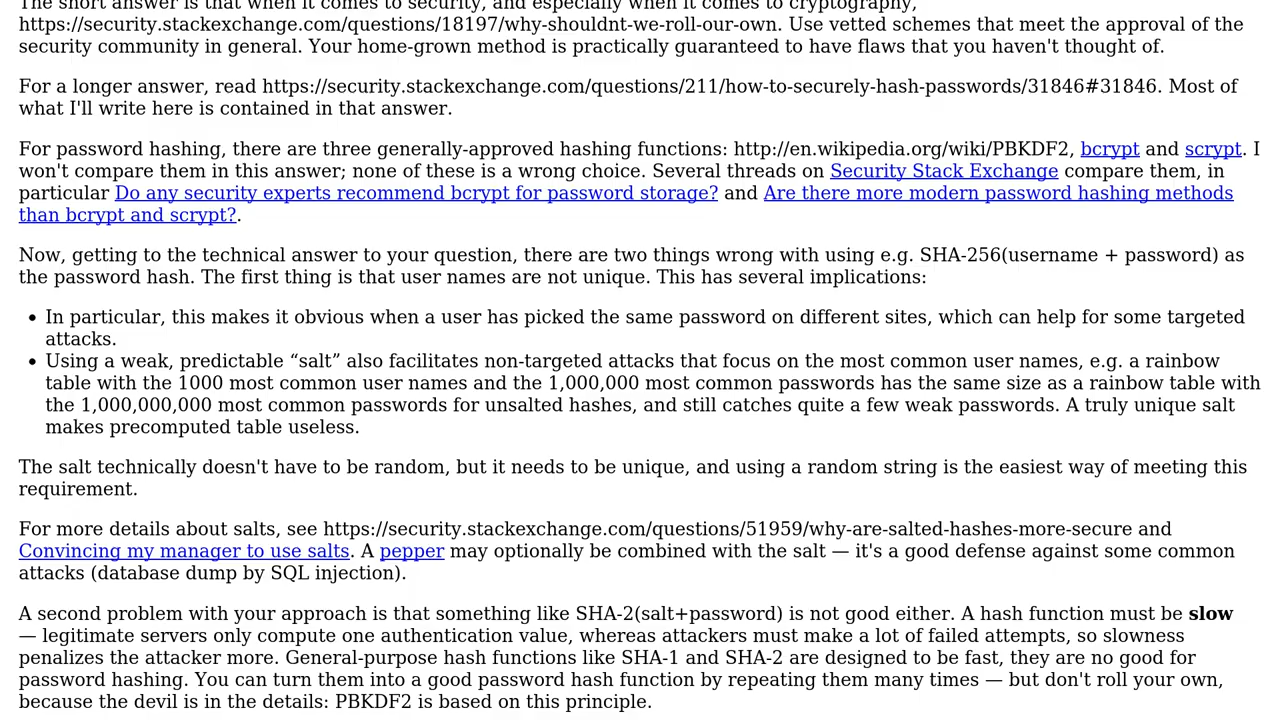 The short answer is that when it comes to security, and especially when it comes to cryptography,
https://security.stackexchange.com/questions/18197/why-shouldnt-we-roll-our-own. Use vetted schemes that meet the approval of the
security community in general. Your home-grown method is practically guaranteed to have flaws that you haven't thought of.
For a longer answer, read https://security.stackexchange.com/questions/211/how-to-securely-hash-passwords/31846#31846. Most of
what I'll write here is contained in that answer.
For password hashing, there are three generally-approved hashing functions: http://en.wikipedia.org/wiki/PBKDF2, bcrypt and scrypt. I
won't compare them in this answer; none of these is a wrong choice. Several threads on Security Stack Exchange compare them, in
particular Do any security experts recommend bcrypt for password storage? and Are there more modern password hashing methods
than bcrypt and scrypt?.
Now, getting to the technical answer to your question, there are two things wrong with using e.g. SHA-256(username + password) as
the password hash. The first thing is that user names are not unique. This has several implications:
• In particular, this makes it obvious when a user has picked the same password on different sites, which can help for some targeted
attacks.
• Using a weak, predictable “salt” also facilitates non-targeted attacks that focus on the most common user names, e.g. a rainbow
table with the 1000 most common user names and the 1,000,000 most common passwords has the same size as a rainbow table with
the 1,000,000,000 most common passwords for unsalted hashes, and still catches quite a few weak passwords. A truly unique salt
makes precomputed table useless.
The salt technically doesn't have to be random, but it needs to be unique, and using a random string is the easiest way of meeting this
requirement.
For more details about salts, see https://security.stackexchange.com/questions/51959/why-are-salted-hashes-more-secure and
Convincing my manager to use salts. A pepper may optionally be combined with the salt — it's a good defense against some common
attacks (database dump by SQL injection).
A second problem with your approach is that something like SHA-2(salt+password) is not good either. A hash function must be slow
— legitimate servers only compute one authentication value, whereas attackers must make a lot of failed attempts, so slowness
penalizes the attacker more. General-purpose hash functions like SHA-1 and SHA-2 are designed to be fast, they are no good for
password hashing. You can turn them into a good password hash function by repeating them many times — but don't roll your own,
because the devil is in the details: PBKDF2 is based on this principle.